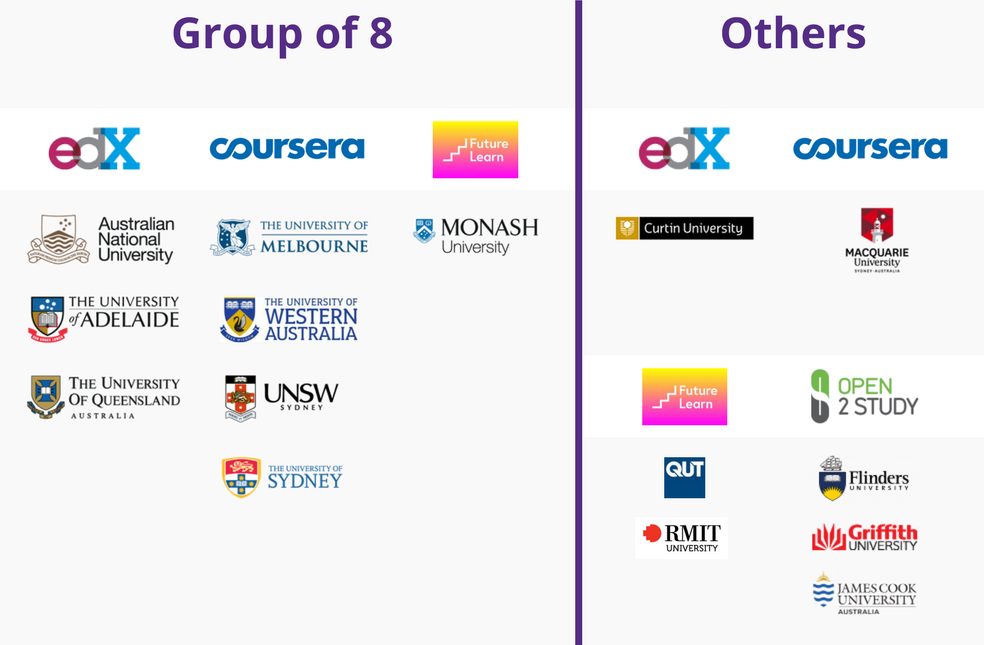 Group of 8
Others
edX
coursera
Future
Learn
edX
coursera
Australian
National
University
THE UNIVERSITY OF
MELBOURNE
MONASH
University
Curtin University
MACQUARIE
University
SYDNEY·AUSTRALIA
THE UNIVERSITY
of ADELAIDE
THE UNIVERSITY OF
WESTERN
AUSTRALIA
THE UNIVERSITY
OF QUEENSLAND
AUSTRALIA
UNSW
SYDNEY
Future
Learn
OPEN
2 STUDY
THE UNIVERSITY OF
SYDNEY
QUT
Flinders
UNIVERSITY
RMIT
UNIVERSITY
Griffith
UNIVERSITY
JAMES COOK
UNIVERSITY
AUSTRALIA